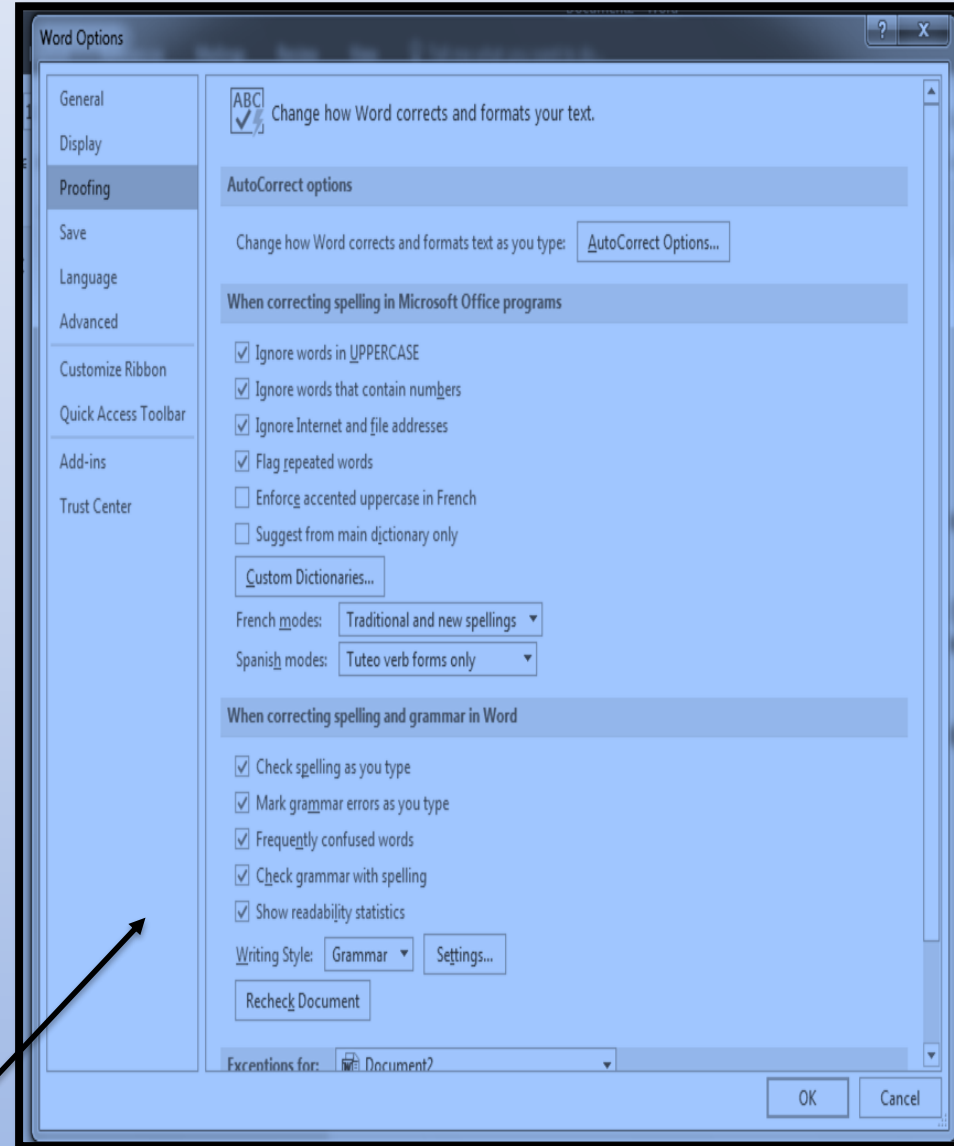 Word Options
General
Display
Proofing
Save
Language
Advanced
Customize Ribbon
Quick Access Toolbar
Add-ins
Trust Center
ABC
Change how Word corrects and formats your text.
AutoCorrect options
Change how Word corrects and formats text as you type: AutoCorrect Options...
When correcting spelling in Microsoft Office programs
Ignore words in UPPERCASE
Ignore words that contain numbers
Ignore Internet and file addresses
Flag repeated words
Enforce accented uppercase in French
Suggest from main dictionary only
Custom Dictionaries...
French modes: Traditional and new spellings
Spanish modes: Tuteo verb forms only
When correcting spelling and grammar in Word
Check spelling as you type
Mark grammar errors as you type
Frequently confused words
Check grammar with spelling
Show readability statistics
Writing Style: Grammar Settings...
Recheck Document
Exceptions for: Document2
OK Cancel